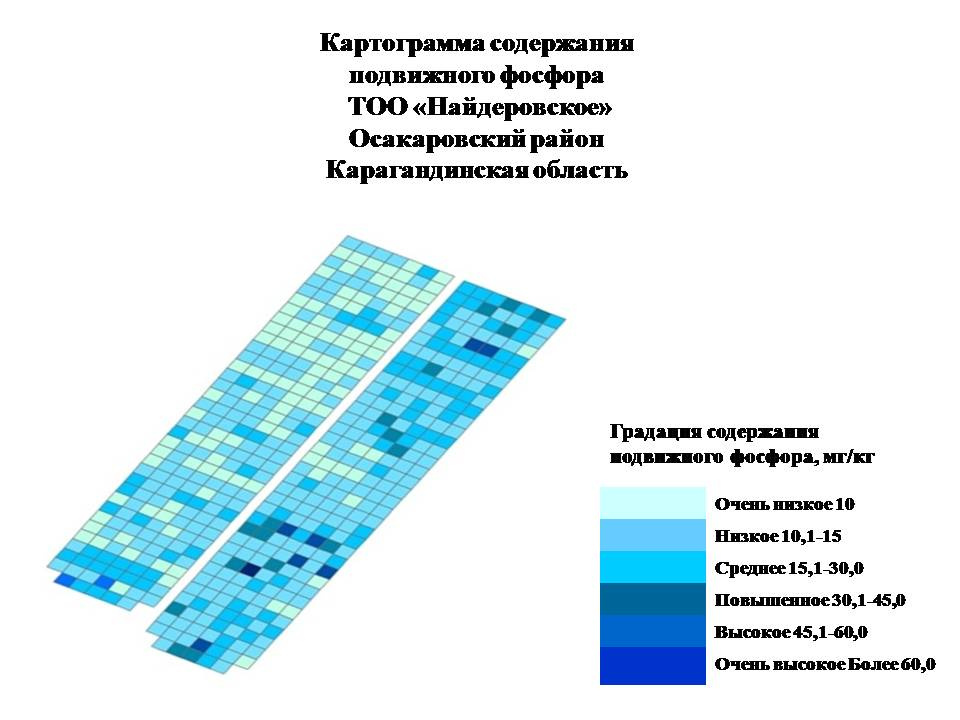 Картограмма содержания
подвижного фосфора
ТОО «Найдеровское»
Осакаровский район
Карагандинская область
Градация содержания
подвижного фосфора, мг/кг
Очень низкое 10
Низкое 10,1-15
Среднее 15,1-30,0
Повышенное 30,1-45,0
Высокое 45,1-60,0
Очень высокое Более 60,0